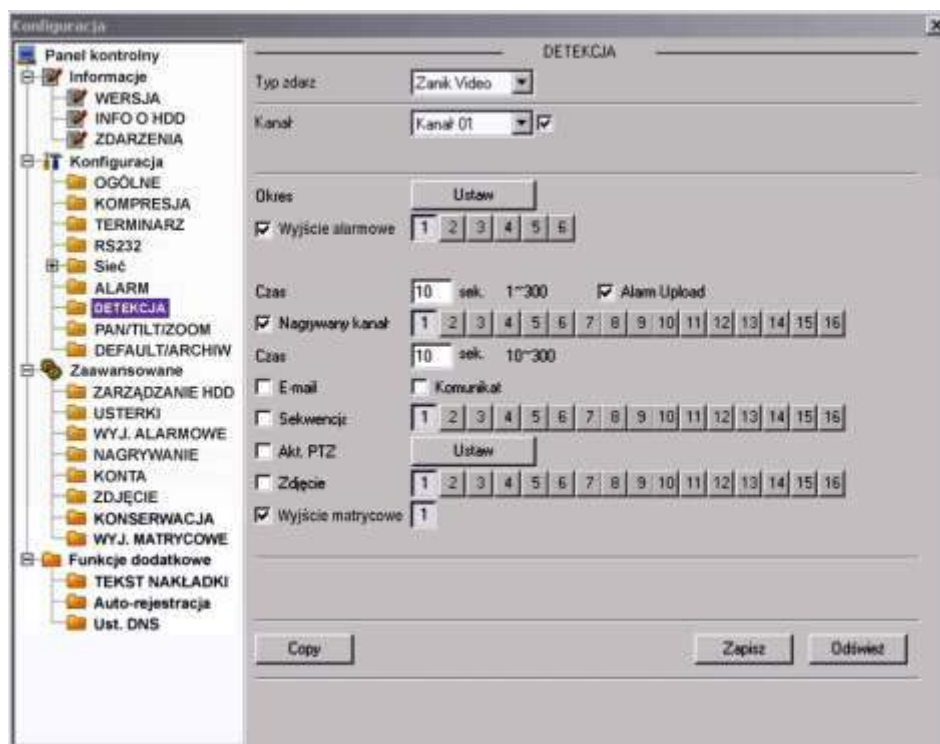 Konfiguracja
Panel kontrolny
Informacje
WERSJA
INFO O HDD
ZDARZENIA
Konfiguracja
OGÓLNE
KOMPRESJA
TERMINARZ
RS232
Sieć
ALARM
DETEKCJA
PAN/TILT/ZOOM
DEFAULT/ARCHIW
Zaawansowane
ZARZĄDZANIE HDD
USTERKI
WYJ. ALARMOWE
NAGRYWANIE
KONTA
ZDJĘCIE
KONSERWACJA
WYJ. MATRYCOWE
Funkcje dodatkowe
TEKST NAKŁADKI
Auto-rejestracja
Ust. DNS
DETEKCJA
Typ zdarz Zanik Video
Kanał Kanał 01
Okres Ustaw
Wyjście alarmowe 1 2 3 4 5 6
Czas 10 sek. 1~300 Alarm Upload
Nagrywany kanał 1 2 3 4 5 6 7 8 9 10 11 12 13 14 15 16
Czas 10 sek. 10~300
E-mail Komunikat
Sekwencja 1 2 3 4 5 6 7 8 9 10 11 12 13 14 15 16
Akt. PTZ Ustaw
Zdjęcie 1 2 3 4 5 6 7 8 9 10 11 12 13 14 15 16
Wyjście matrycowe 1
Copy Zapisz Odśwież